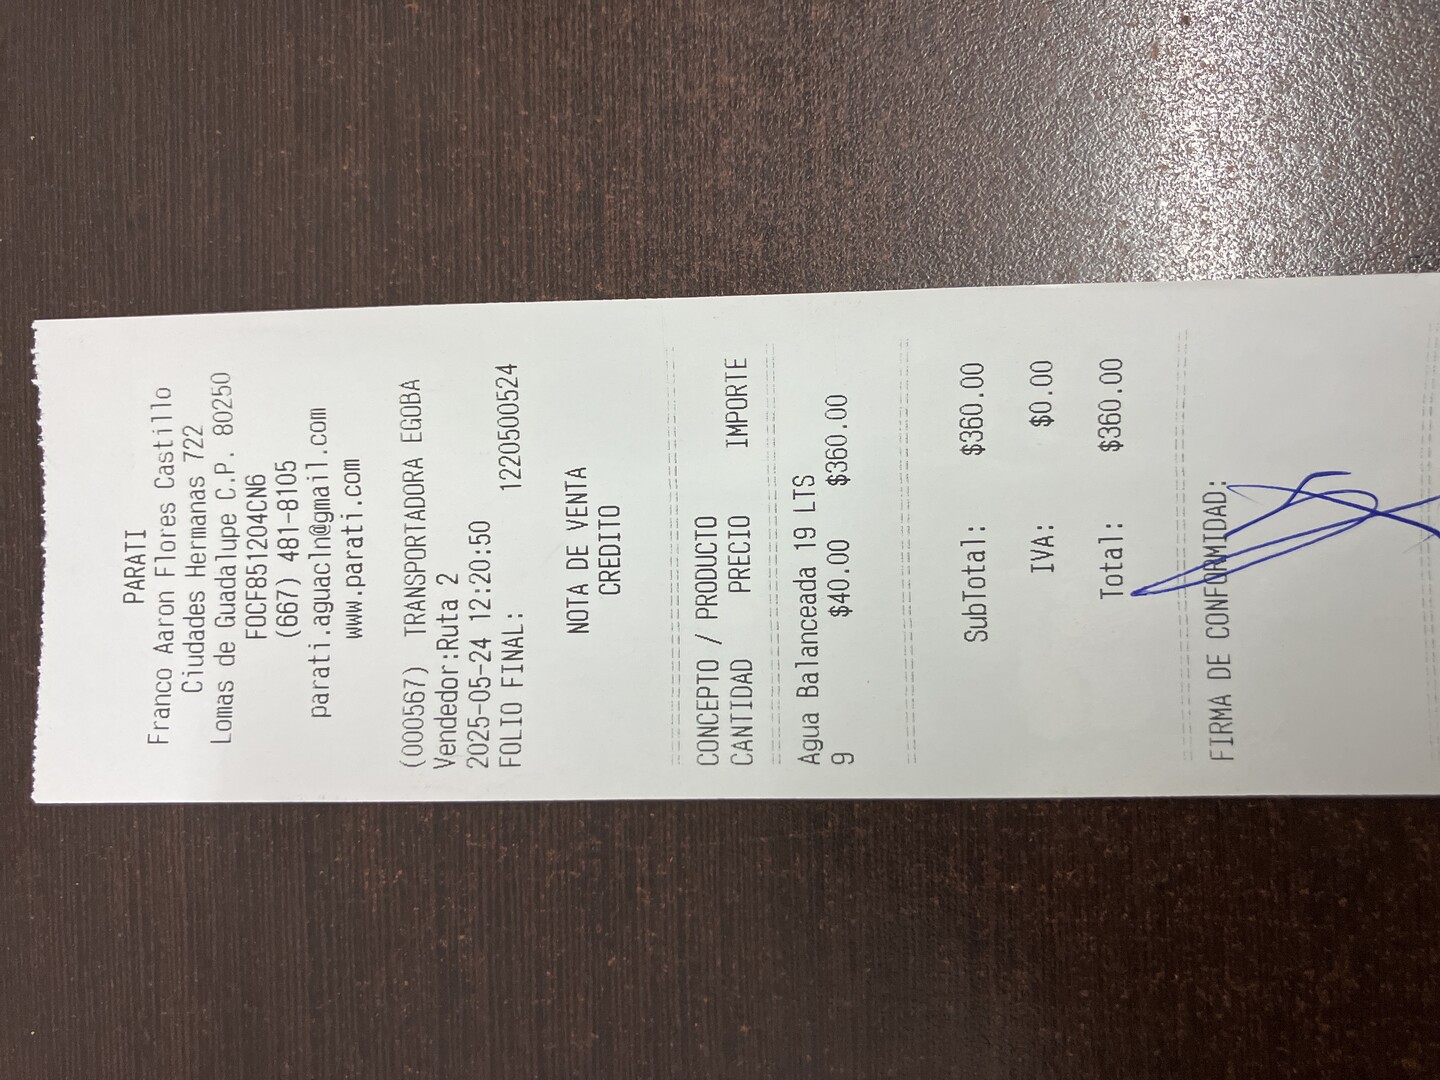 PARATI
Franco Aaron Flores Castillo
Ciudades Hermanas 722
Lomas de Guadalupe C.P. 80250
FOCF851204CN6
(667) 481-8105
parati.aguacln@gmail.com
www.parati.com
(000567) TRANSPORTADORA EGOBA
Vendedor:Ruta 2
2025-05-24 12:20:50
FOLIO FINAL: 1220500524
NOTA DE VENTA
CREDITO
CONCEPTO / PRODUCTO
CANTIDAD PRECIO IMPORTE
Agua Balanceada 19 LTS
9 $40.00 $360.00
SubTotal: $360.00
IVA: $0.00
Total: $360.00
FIRMA DE CONFORMIDAD: